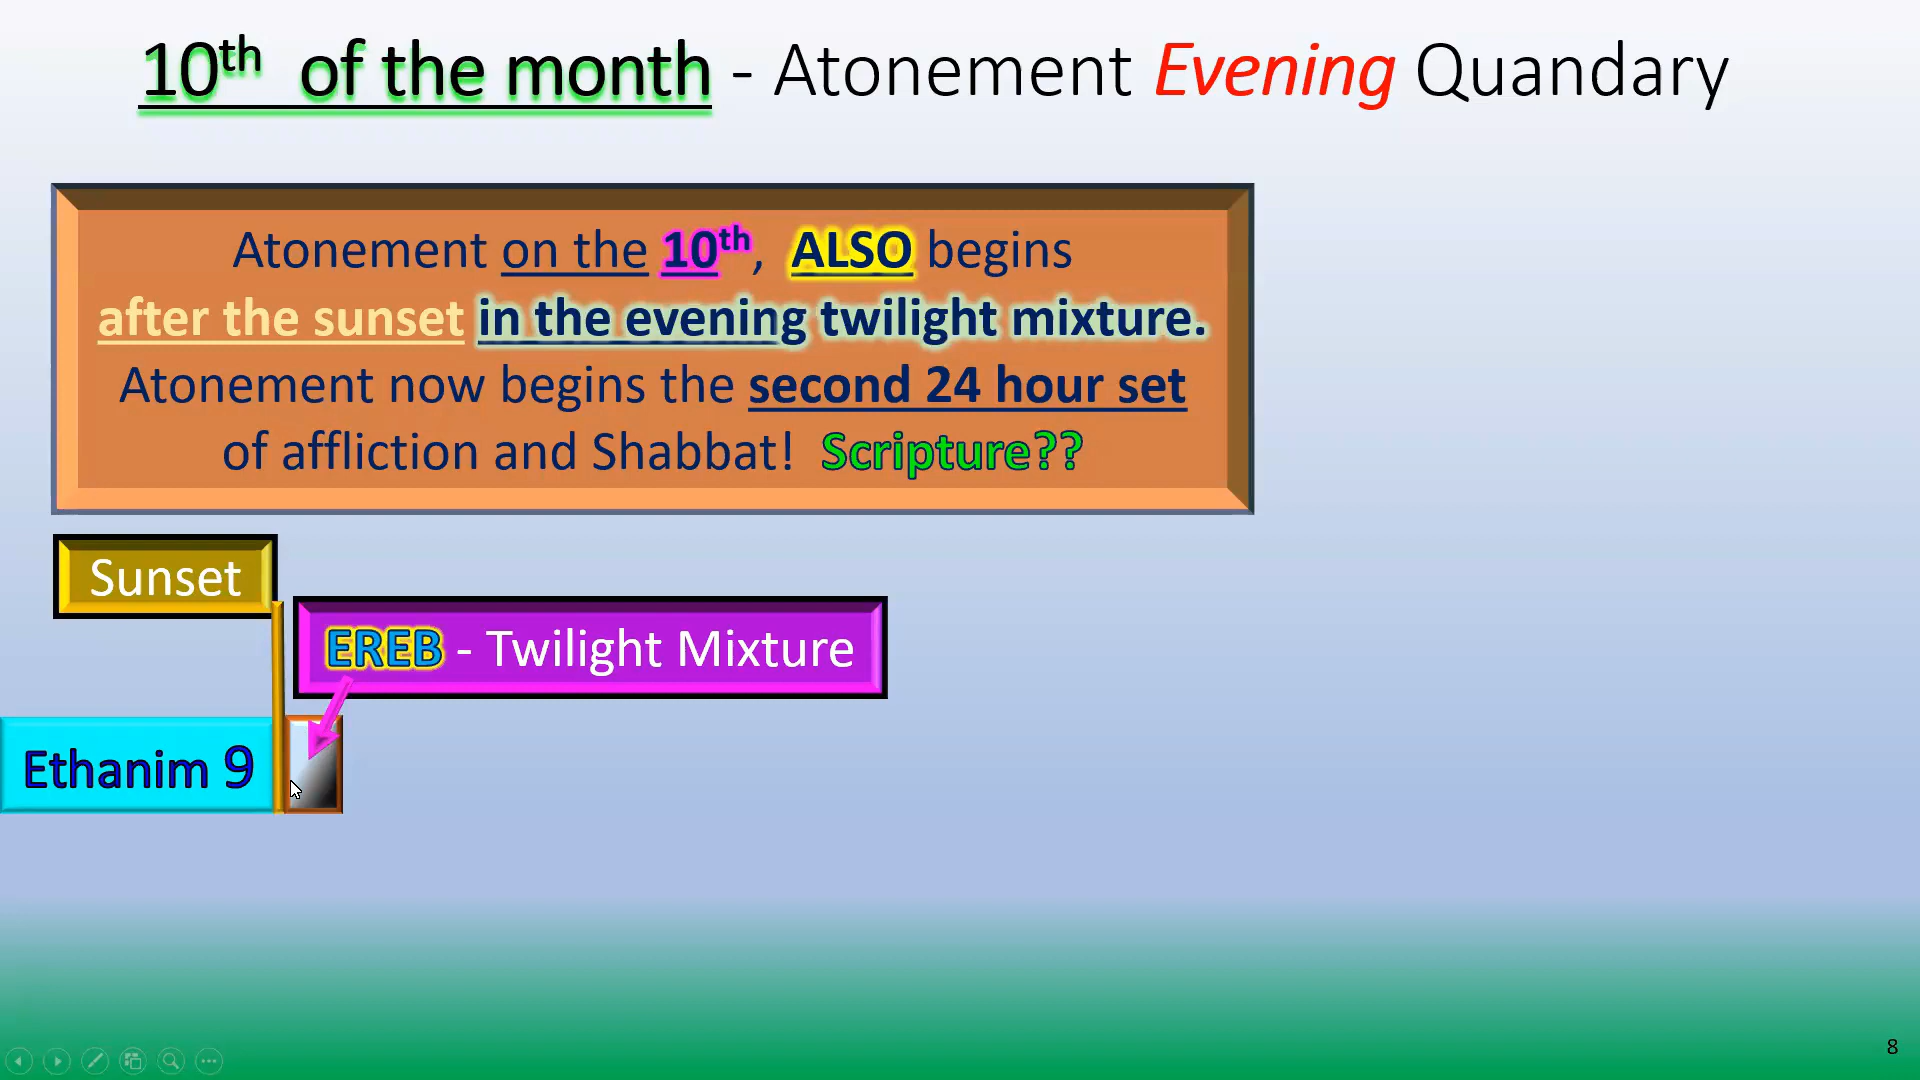 10th of the month - Atonement Evening Quandary
Atonement on the 10th, ALSO begins
after the sunset in the evening twilight mixture.
Atonement now begins the second 24 hour set
of affliction and Shabbat! Scripture??
Sunset
EREB - Twilight Mixture
Ethanim 9
8